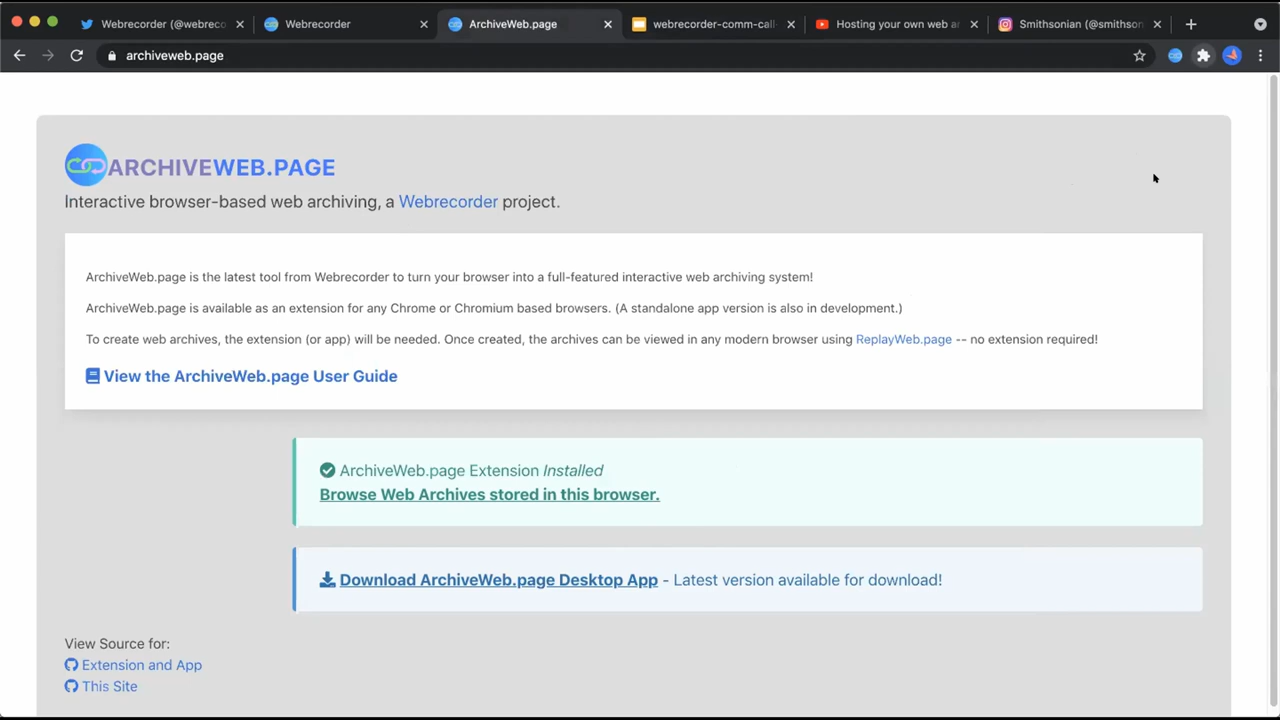 Webrecorder (@webrec
Webrecorder
ArchiveWeb.page
webrecorder-comm-call-
Hosting your own web a
Smithsonian (@smithson
archiveweb.page
ARCHIVEWEB.PAGE
Interactive browser-based web archiving, a Webrecorder project.
ArchiveWeb.page is the latest tool from Webrecorder to turn your browser into a full-featured interactive web archiving system!
ArchiveWeb.page is available as an extension for any Chrome or Chromium based browsers. (A standalone app version is also in development.)
To create web archives, the extension (or app) will be needed. Once created, the archives can be viewed in any modern browser using ReplayWeb.page -- no extension required!
View the ArchiveWeb.page User Guide
ArchiveWeb.page Extension Installed
Browse Web Archives stored in this browser.
Download ArchiveWeb.page Desktop App - Latest version available for download!
View Source for:
Extension and App
This Site